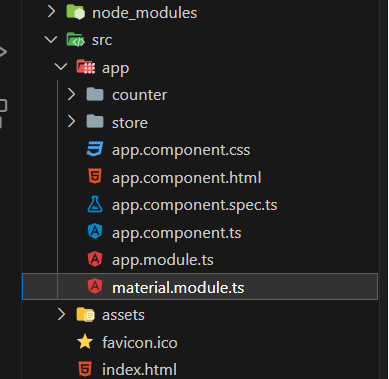 node_modules
src
app
counter
store
app.component.css
app.component.html
app.component.spec.ts
app.component.ts
app.module.ts
material.module.ts
assets
favicon.ico
index.html